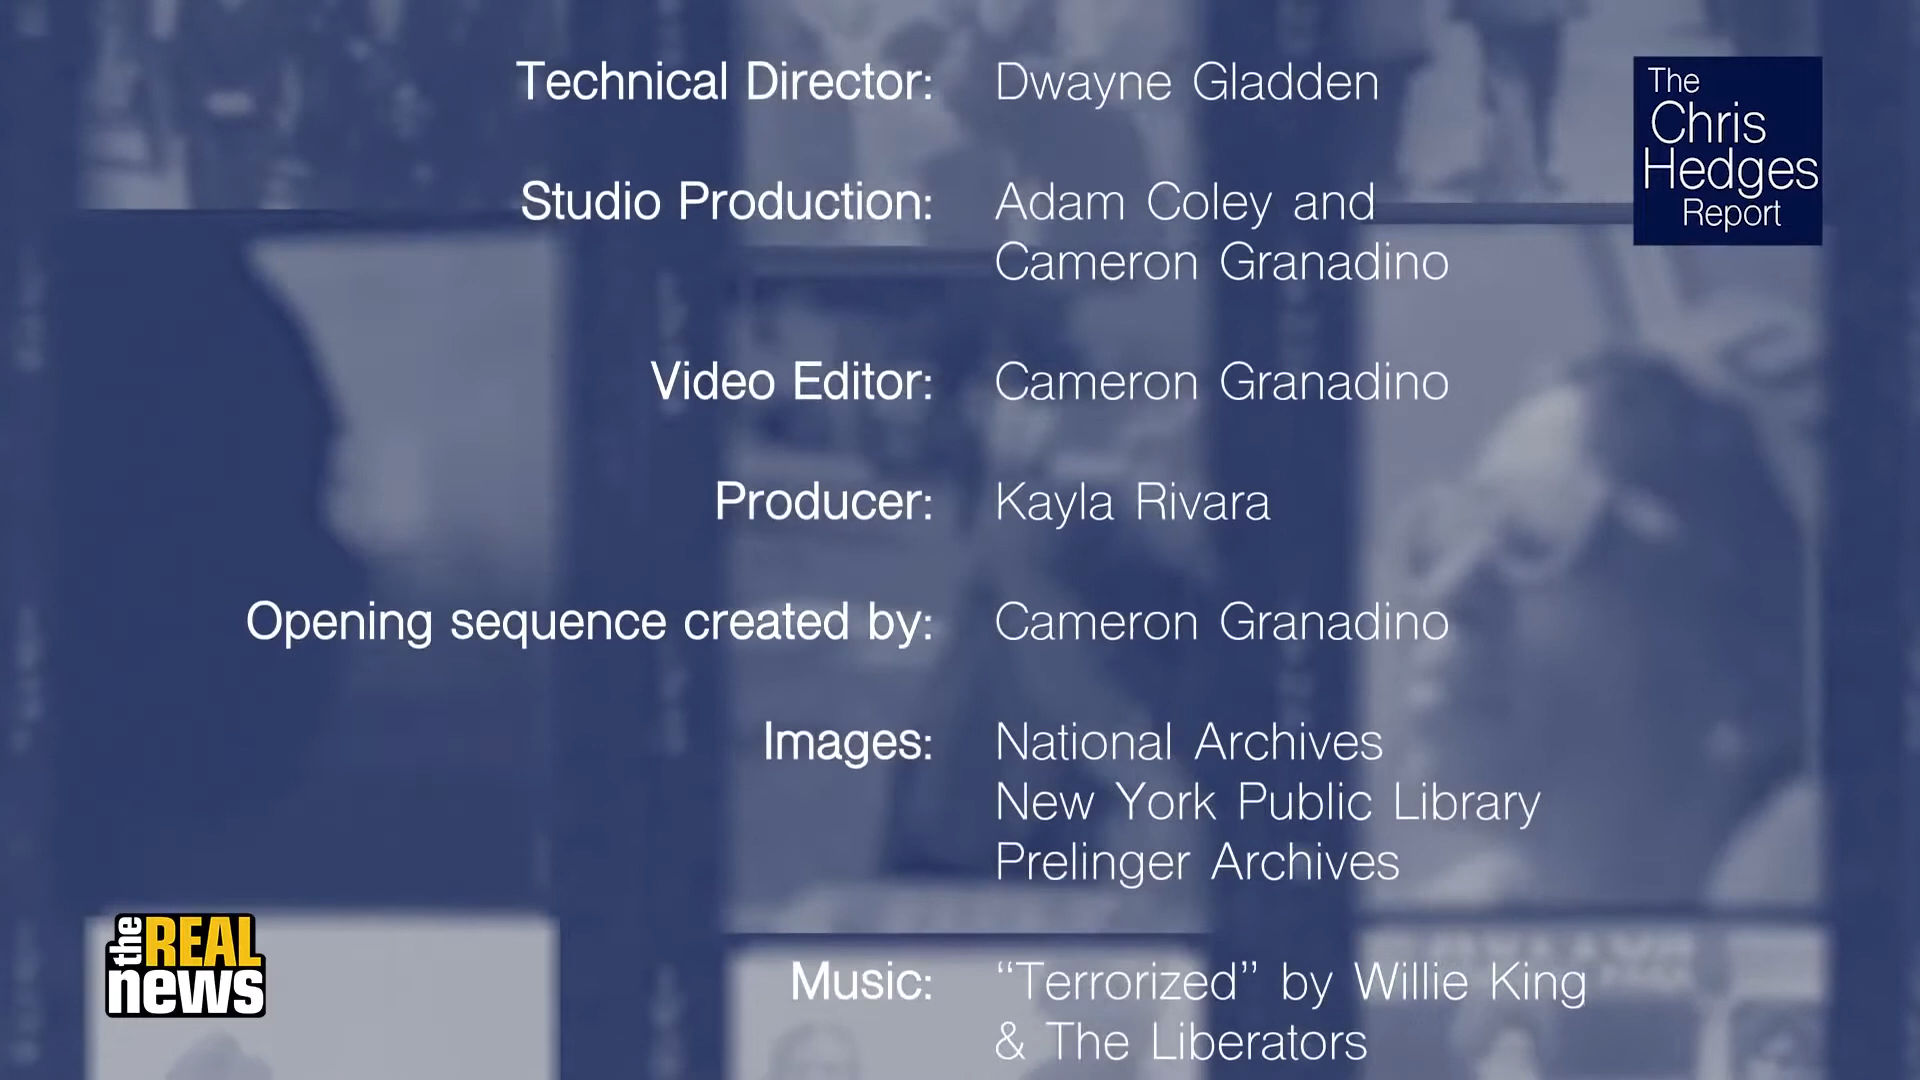 Technical Director: Dwayne Gladden
The
Chris
Hedges
Report
Studio Production: Adam Coley and
Cameron Granadino
Video Editor: Cameron Granadino
Producer: Kayla Rivara
Opening sequence created by: Cameron Granadino
Images: National Archives
New York Public Library
Prelinger Archives
the REAL
news
Music: “Terrorized” by Willie King
& The Liberators